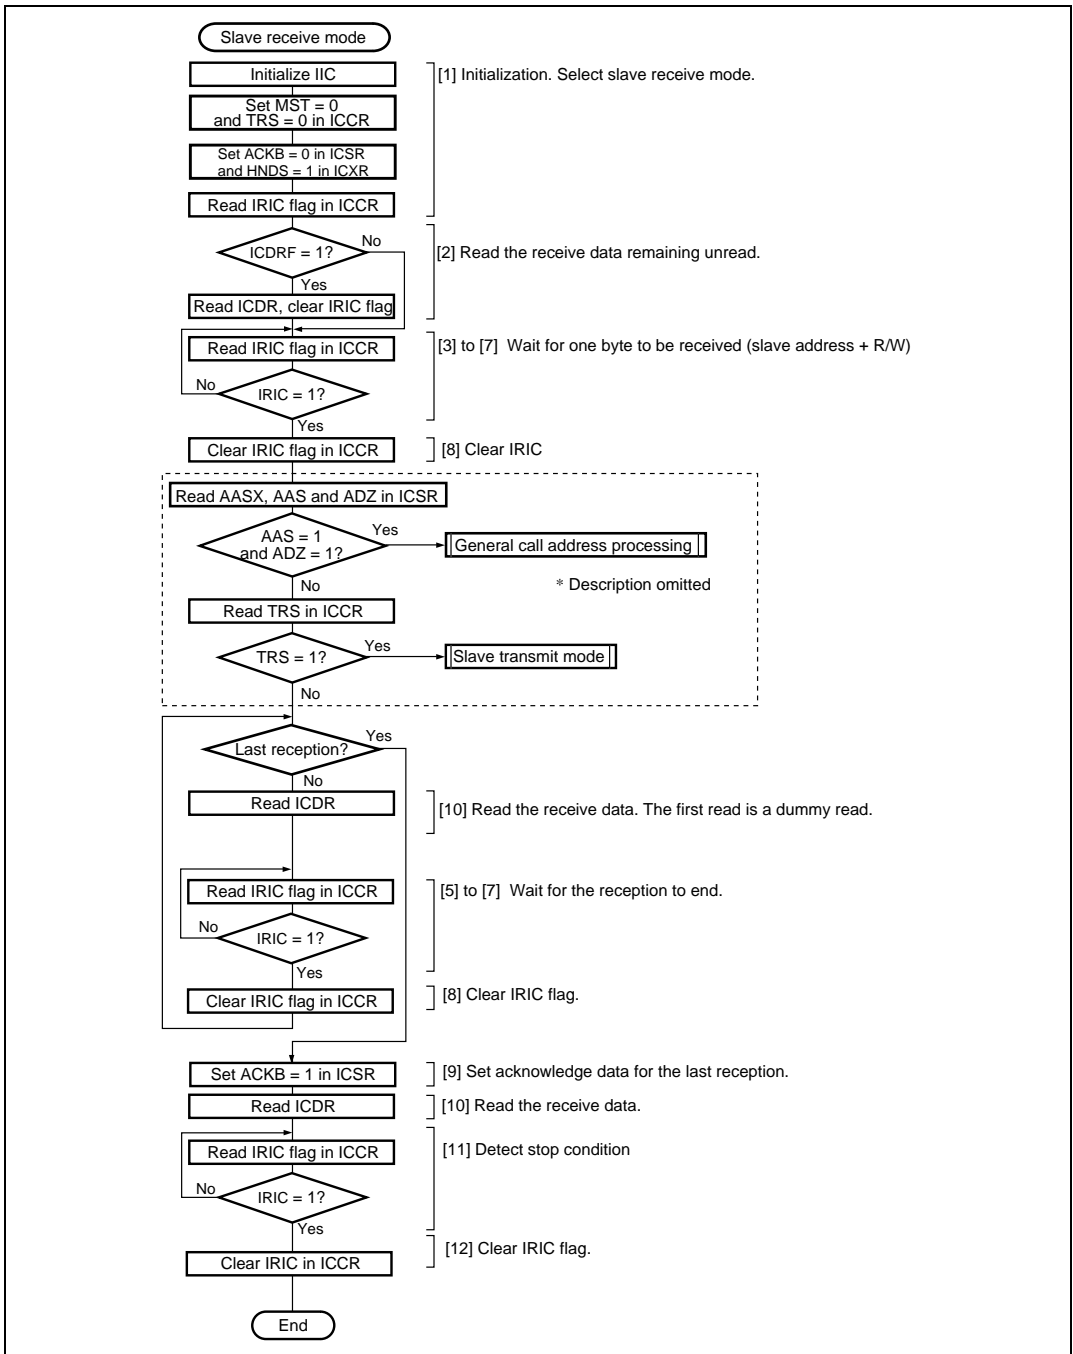 Slave receive mode
Initialize IIC
[1] Initialization. Select slave receive mode.
Set MST = 0
and TRS = 0 in ICCR
Set ACKB = 0 in ICSR
and HNDS = 1 in ICXR
Read IRIC flag in ICCR
ICDRF = 1?
No
[2] Read the receive data remaining unread.
Yes
Read ICDR, clear IRIC flag
Read IRIC flag in ICCR
[3] to [7] Wait for one byte to be received (slave address + R/W)
No
IRIC = 1?
Yes
Clear IRIC flag in ICCR
[8] Clear IRIC
Read AASX, AAS and ADZ in ICSR
AAS = 1
and ADZ = 1?
Yes
General call address processing
* Description omitted
No
Read TRS in ICCR
TRS = 1?
Yes
Slave transmit mode
No
Last reception?
Yes
No
Read ICDR
[10] Read the receive data. The first read is a dummy read.
Read IRIC flag in ICCR
[5] to [7] Wait for the reception to end.
No
IRIC = 1?
Yes
Clear IRIC flag in ICCR
[8] Clear IRIC flag.
Set ACKB = 1 in ICSR
[9] Set acknowledge data for the last reception.
Read ICDR
[10] Read the receive data.
Read IRIC flag in ICCR
[11] Detect stop condition
No
IRIC = 1?
Yes
Clear IRIC in ICCR
[12] Clear IRIC flag.
End